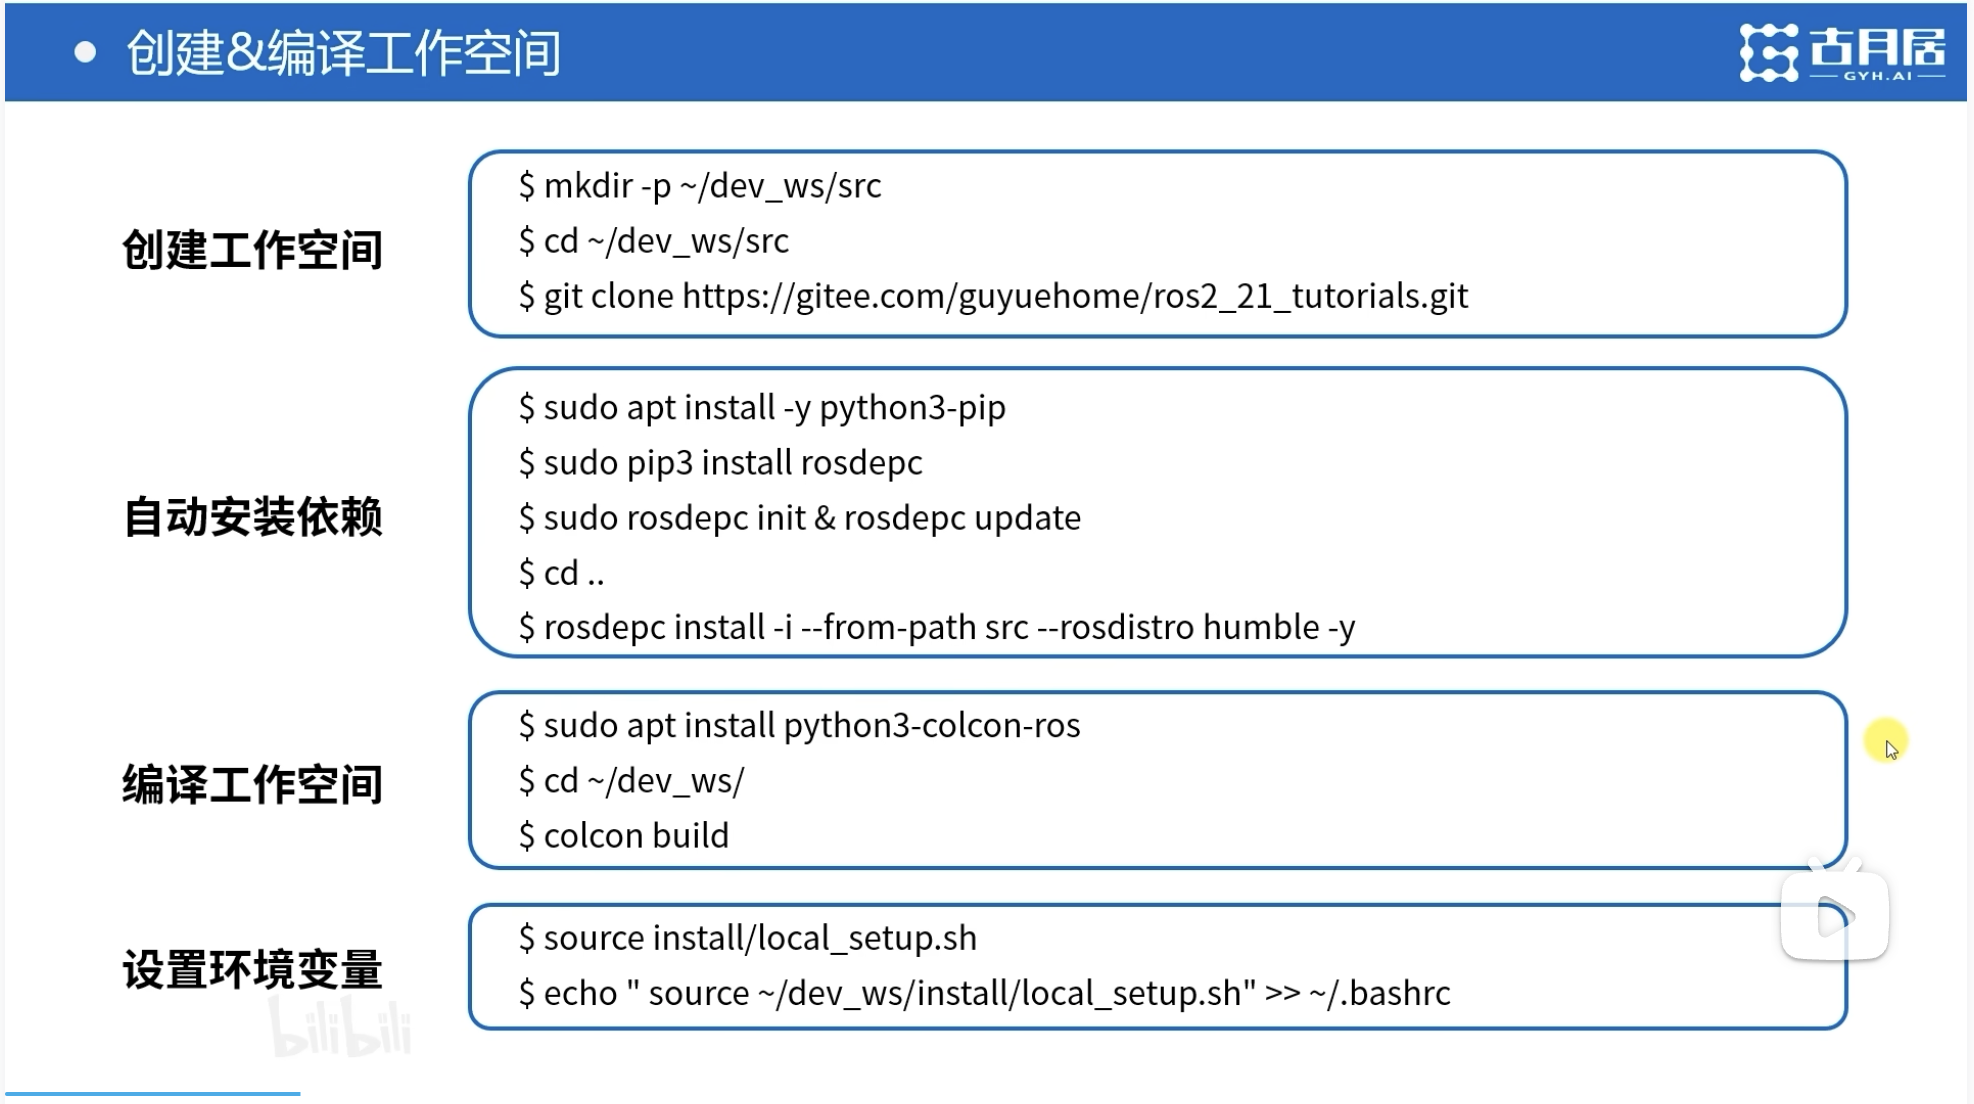 创建&编译工作空间
古月居
GYH.AI
创建工作空间
$ mkdir -p ~/dev_ws/src
$ cd ~/dev_ws/src
$ git clone https://gitee.com/guyuehome/ros2_21_tutorials.git
自动安装依赖
$ sudo apt install -y python3-pip
$ sudo pip3 install rosdepc
$ sudo rosdepc init & rosdepc update
$ cd ..
$ rosdepc install -i --from-path src --rosdistro humble -y
编译工作空间
$ sudo apt install python3-colcon-ros
$ cd ~/dev_ws/
$ colcon build
设置环境变量
$ source install/local_setup.sh
$ echo " source ~/dev_ws/install/local_setup.sh" >> ~/.bashrc
bilibili